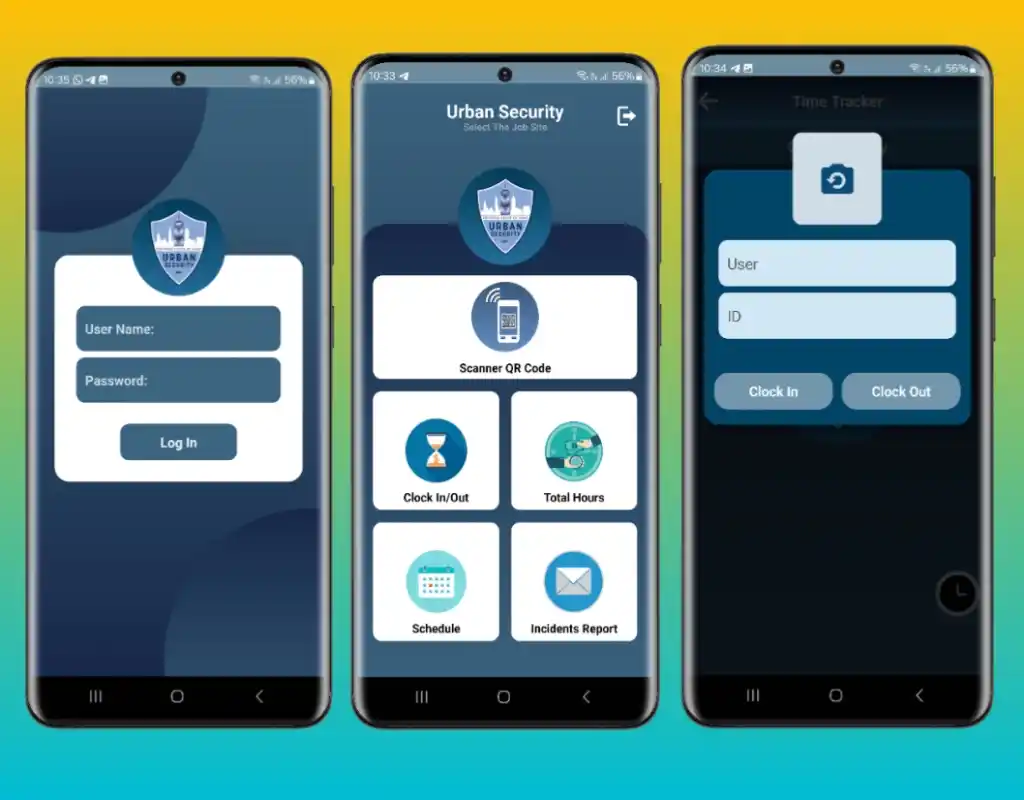 10:35
56%
URBAN
SECURITY
User Name:
Password:
Log In
10:33
56%
Urban Security
Select The Job Site
URBAN
SECURITY
Scanner QR Code
Clock In/Out
Total Hours
Schedule
Incidents Report
10:34
56%
Time Tracker
User
ID
Clock In
Clock Out